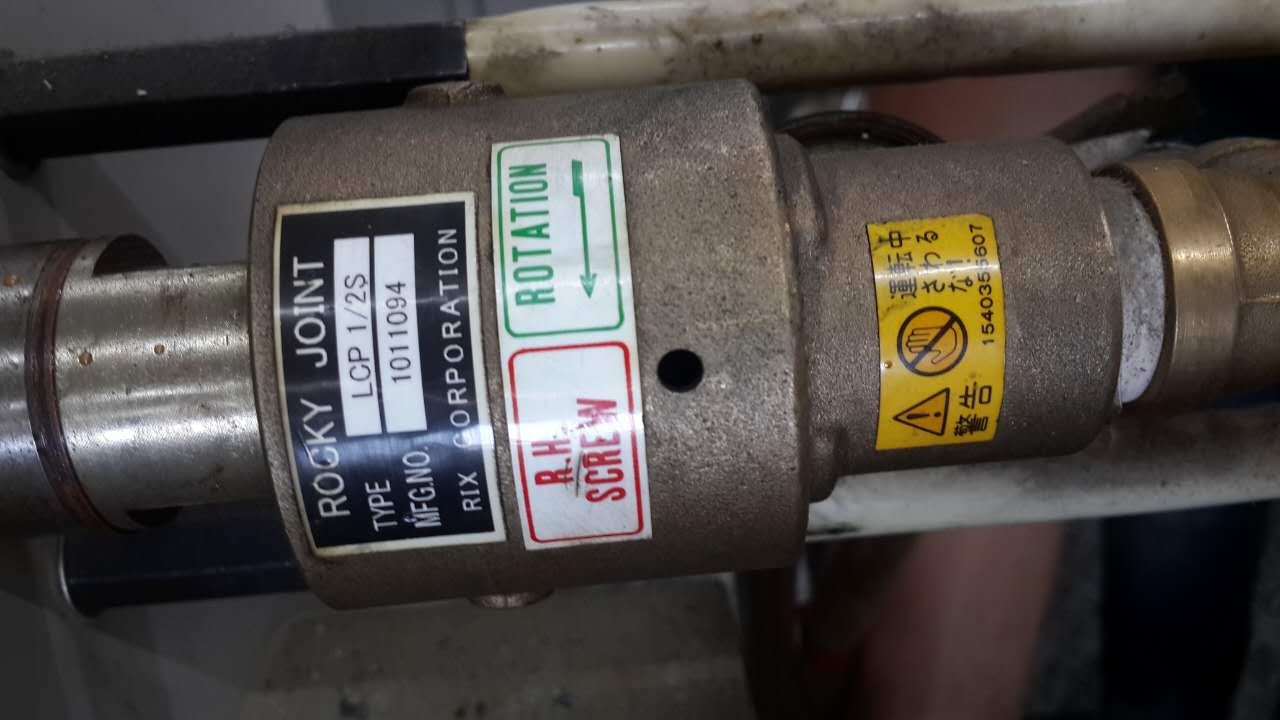 ROCKY JOINT
TYPE LCP 1/2S
MFG.NO. 1011094
RIX CORPORATION
ROTATION
R.H
SCREW
警告
運転中
さわる
な!
154035S607